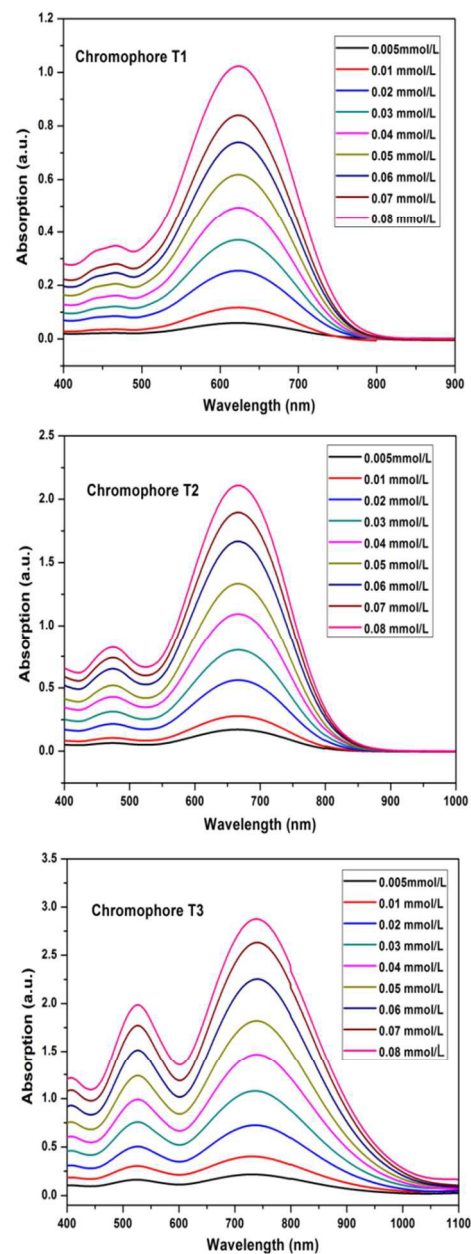 1.2
1.0
0.8
0.6
0.4
0.2
0.0
Absorption (a.u.)
Chromophore T1
0.005mmol/L
0.01 mmol/L
0.02 mmol/L
0.03 mmol/L
0.04 mmol/L
0.05 mmol/L
0.06 mmol/L
0.07 mmol/L
0.08 mmol/L
400 500 600 700 800 900
Wavelength (nm)
2.5
2.0
1.5
1.0
0.5
0.0
Absorption (a.u.)
Chromophore T2
0.005mmol/L
0.01 mmol/L
0.02 mmol/L
0.03 mmol/L
0.04 mmol/L
0.05 mmol/L
0.06 mmol/L
0.07 mmol/L
0.08 mmol/L
400 500 600 700 800 900 1000
Wavelength (nm)
3.5
3.0
2.5
2.0
1.5
1.0
0.5
0.0
Absorption (a.u.)
Chromophore T3
0.005mmol/L
0.01 mmol/L
0.02 mmol/L
0.03 mmol/L
0.04 mmol/L
0.05 mmol/L
0.06 mmol/L
0.07 mmol/L
0.08 mmol/L
400 500 600 700 800 900 1000 1100
Wavelength (nm)